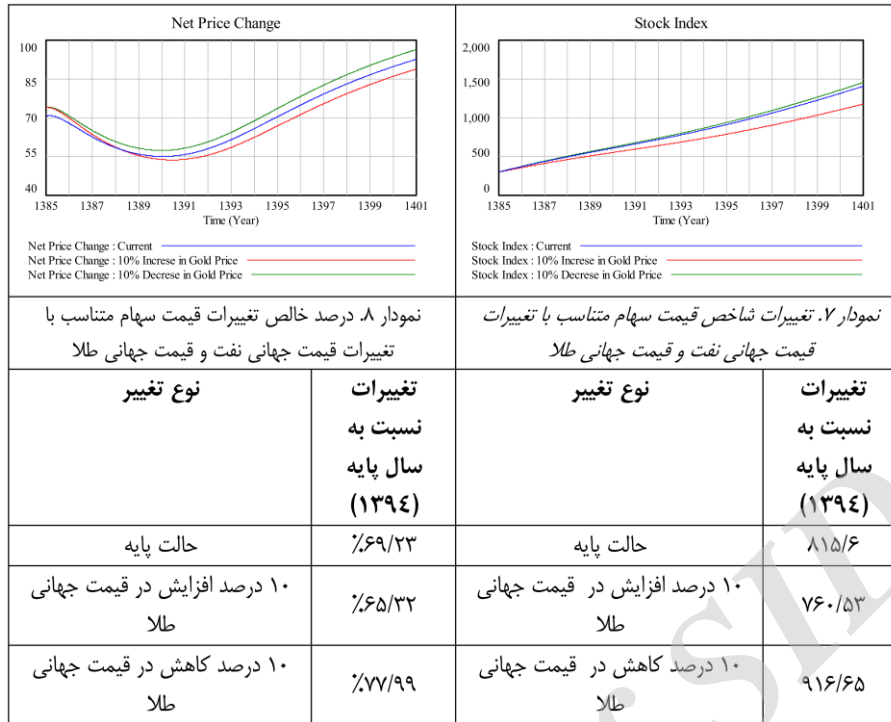 Net Price Change
100
85
70
55
40
1385 1387 1389 1391 1393 1395 1397 1399 1401
Time (Year)
Net Price Change : Current
Net Price Change : 10% Increse in Gold Price
Net Price Change : 10% Decrese in Gold Price
Stock Index
2,000
1,500
1,000
500
0
1385 1387 1389 1391 1393 1395 1397 1399 1401
Time (Year)
Stock Index : Current
Stock Index : 10% Increse in Gold Price
Stock Index : 10% Decrese in Gold Price
نمودار ۷. تغییرات شاخص قیمت سهام متناسب با تغییرات
قیمت جهانی نفت و قیمت جهانی طلا
نمودار ۸. درصد خالص تغییرات قیمت سهام متناسب با
تغییرات قیمت جهانی نفت و قیمت جهانی طلا
تغییرات
نسبت به
سال پایه
(۱۳۹٤)
نوع تغییر
تغییرات
نسبت به
سال پایه
(۱۳۹٤)
نوع تغییر
۸۱۵/۶
حالت پایه
٪۶۹/۲۳
حالت پایه
۷۶۰/۵۳
۱۰ درصد افزایش در قیمت جهانی
طلا
٪۶۵/۳۲
۱۰ درصد افزایش در قیمت جهانی
طلا
۹۱۶/۶۵
۱۰ درصد کاهش در قیمت جهانی
طلا
٪۷۷/۹۹
۱۰ درصد کاهش در قیمت جهانی
طلا
SID